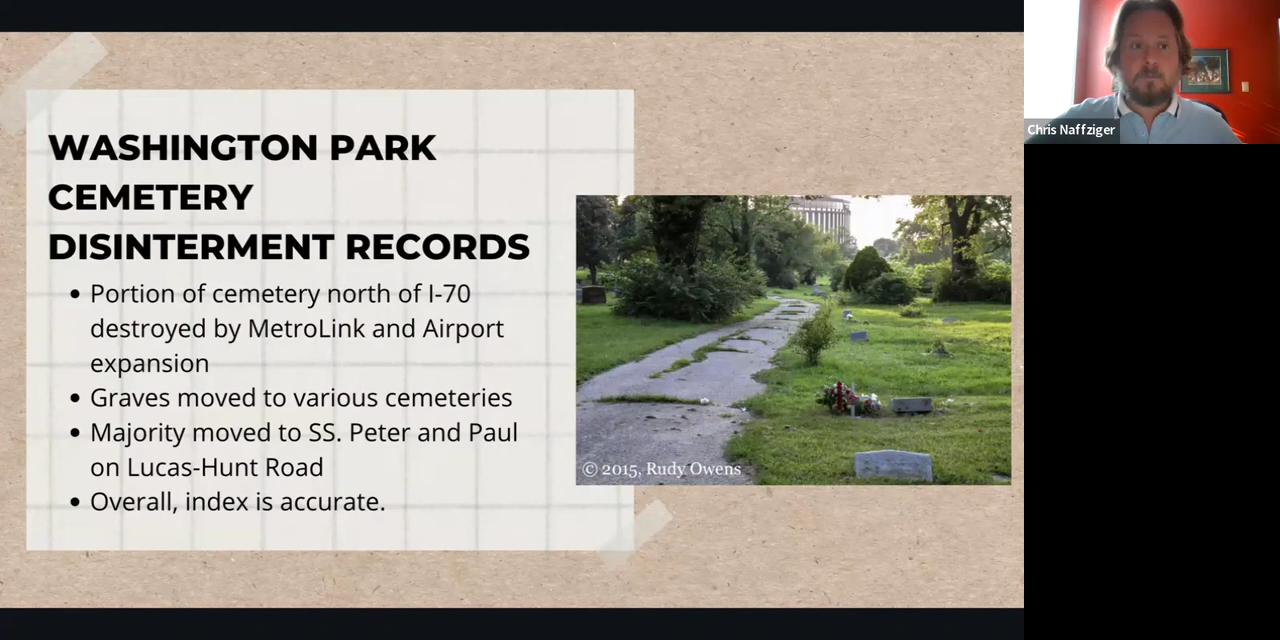 WASHINGTON PARK
CEMETERY
DISINTERMENT RECORDS
• Portion of cemetery north of I-70
destroyed by MetroLink and Airport
expansion
• Graves moved to various cemeteries
• Majority moved to SS. Peter and Paul
on Lucas-Hunt Road
• Overall, index is accurate.
© 2015, Rudy Owens
Chris Naffziger